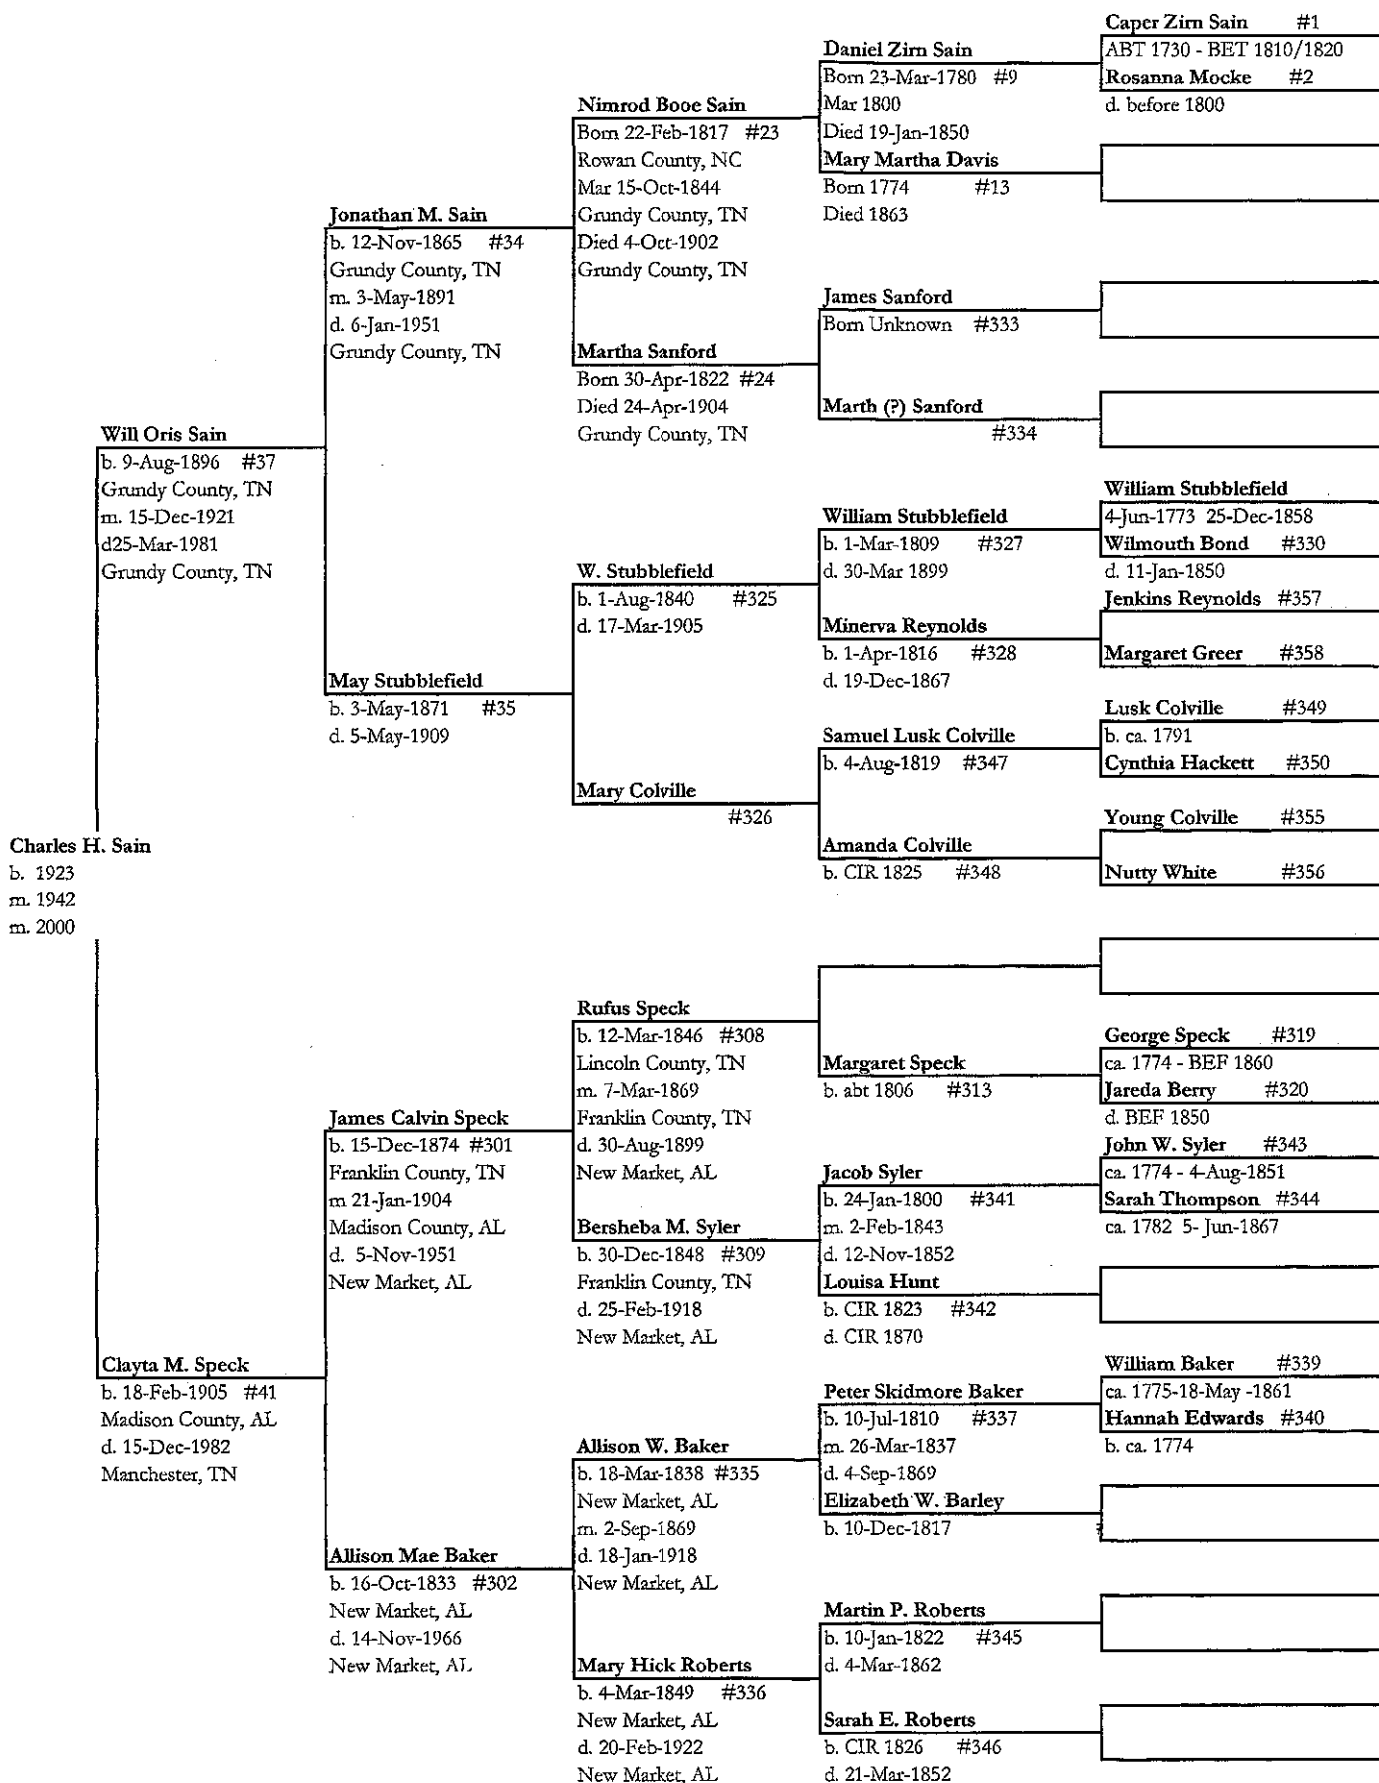 Charles H. Sain
b. 1923
m. 1942
m. 2000
Will Oris Sain
b. 9-Aug-1896 #37
Grundy County, TN
m. 15-Dec-1921
d25-Mar-1981
Grundy County, TN
Clayta M. Speck
b. 18-Feb-1905 #41
Madison County, AL
d. 15-Dec-1982
Manchester, TN
Jonathan M. Sain
b. 12-Nov-1865 #34
Grundy County, TN
m. 3-May-1891
d. 6-Jan-1951
Grundy County, TN
May Stubblefield
b. 3-May-1871 #35
d. 5-May-1909
James Calvin Speck
b. 15-Dec-1874 #301
Franklin County, TN
m 21-Jan-1904
Madison County, AL
d. 5-Nov-1951
New Market, AL
Allison Mae Baker
b. 16-Oct-1833 #302
New Market, AL
d. 14-Nov-1966
New Market, AL
Nimrod Booe Sain
Born 22-Feb-1817 #23
Rowan County, NC
Mar 15-Oct-1844
Grundy County, TN
Died 4-Oct-1902
Grundy County, TN
Martha Sanford
Born 30-Apr-1822 #24
Died 24-Apr-1904
Grundy County, TN
W. Stubblefield
b. 1-Aug-1840 #325
d. 17-Mar-1905
Mary Colville
#326
Rufus Speck
b. 12-Mar-1846 #308
Lincoln County, TN
m. 7-Mar-1869
Franklin County, TN
d. 30-Aug-1899
New Market, AL
Bersheba M. Syler
b. 30-Dec-1848 #309
Franklin County, TN
d. 25-Feb-1918
New Market, AL
Allison W. Baker
b. 18-Mar-1838 #335
New Market, AL
m. 2-Sep-1869
d. 18-Jan-1918
New Market, AL
Mary Hick Roberts
b. 4-Mar-1849 #336
New Market, AL
d. 20-Feb-1922
New Market, AL
Daniel Zirn Sain
Born 23-Mar-1780 #9
Mar 1800
Died 19-Jan-1850
Mary Martha Davis
Born 1774 #13
Died 1863
James Sanford
Born Unknown #333
Marth (?) Sanford
#334
William Stubblefield
b. 1-Mar-1809 #327
d. 30-Mar 1899
Minerva Reynolds
b. 1-Apr-1816 #328
d. 19-Dec-1867
Samuel Lusk Colville
b. 4-Aug-1819 #347
Amanda Colville
b. CIR 1825 #348
Margaret Speck
b. abt 1806 #313
Jacob Syler
b. 24-Jan-1800 #341
m. 2-Feb-1843
d. 12-Nov-1852
Louisa Hunt
b. CIR 1823 #342
d. CIR 1870
Peter Skidmore Baker
b. 10-Jul-1810 #337
m. 26-Mar-1837
d. 4-Sep-1869
Elizabeth W. Barley
b. 10-Dec-1817
Martin P. Roberts
b. 10-Jan-1822 #345
d. 4-Mar-1862
Sarah E. Roberts
b. CIR 1826 #346
d. 21-Mar-1852
Caper Zirn Sain #1
ABT 1730 - BET 1810/1820
Rosanna Mocke #2
d. before 1800
William Stubblefield
4-Jun-1773 25-Dec-1858
Wilmouth Bond #330
d. 11-Jan-1850
Jenkins Reynolds #357
Margaret Greer #358
Lusk Colville #349
b. ca. 1791
Cynthia Hackett #350
Young Colville #355
Nutty White #356
George Speck #319
ca. 1774 - BEF 1860
Jareda Berry #320
d. BEF 1850
John W. Syler #343
ca. 1774 - 4-Aug-1851
Sarah Thompson #344
ca. 1782 5- Jun-1867
William Baker #339
ca. 1775-18-May -1861
Hannah Edwards #340
b. ca. 1774